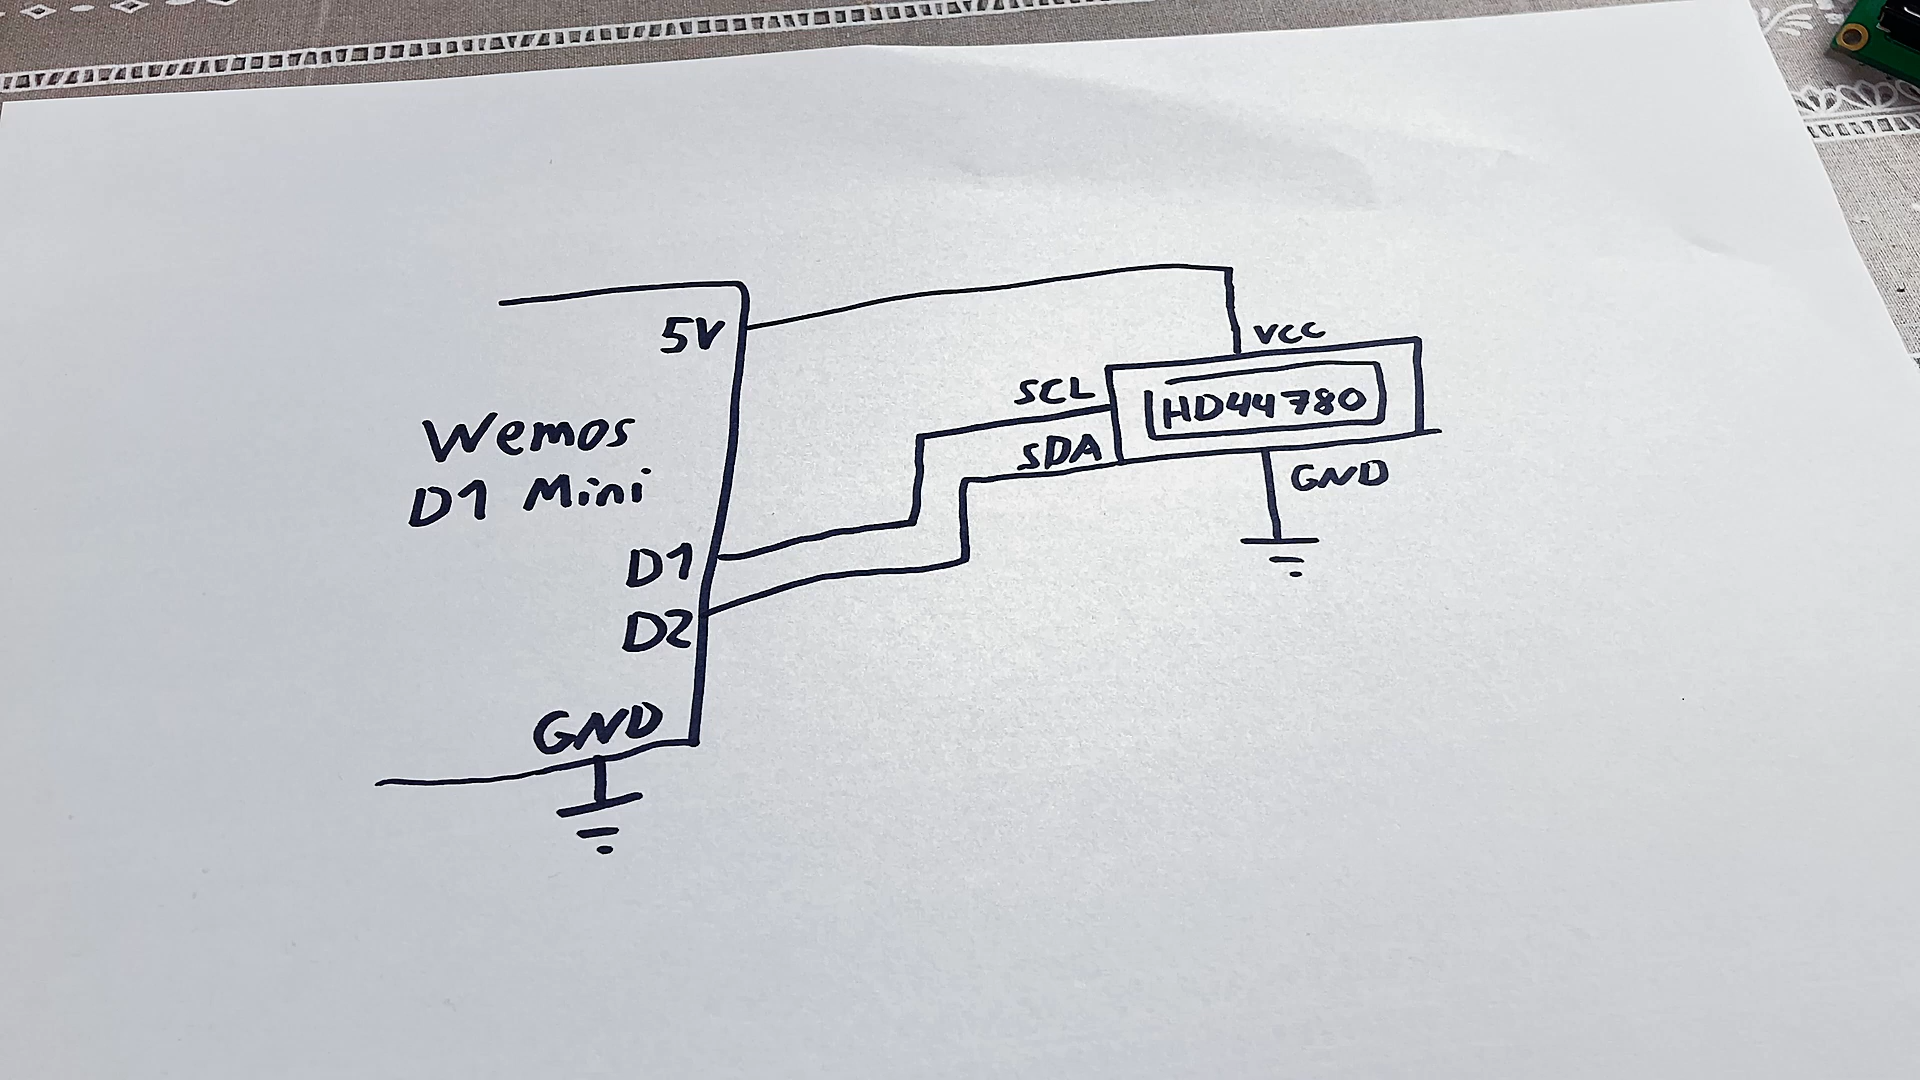 5V
VCC
SCL
HD44780
Wemos
SDA
D1 Mini
GND
D1
D2
GND